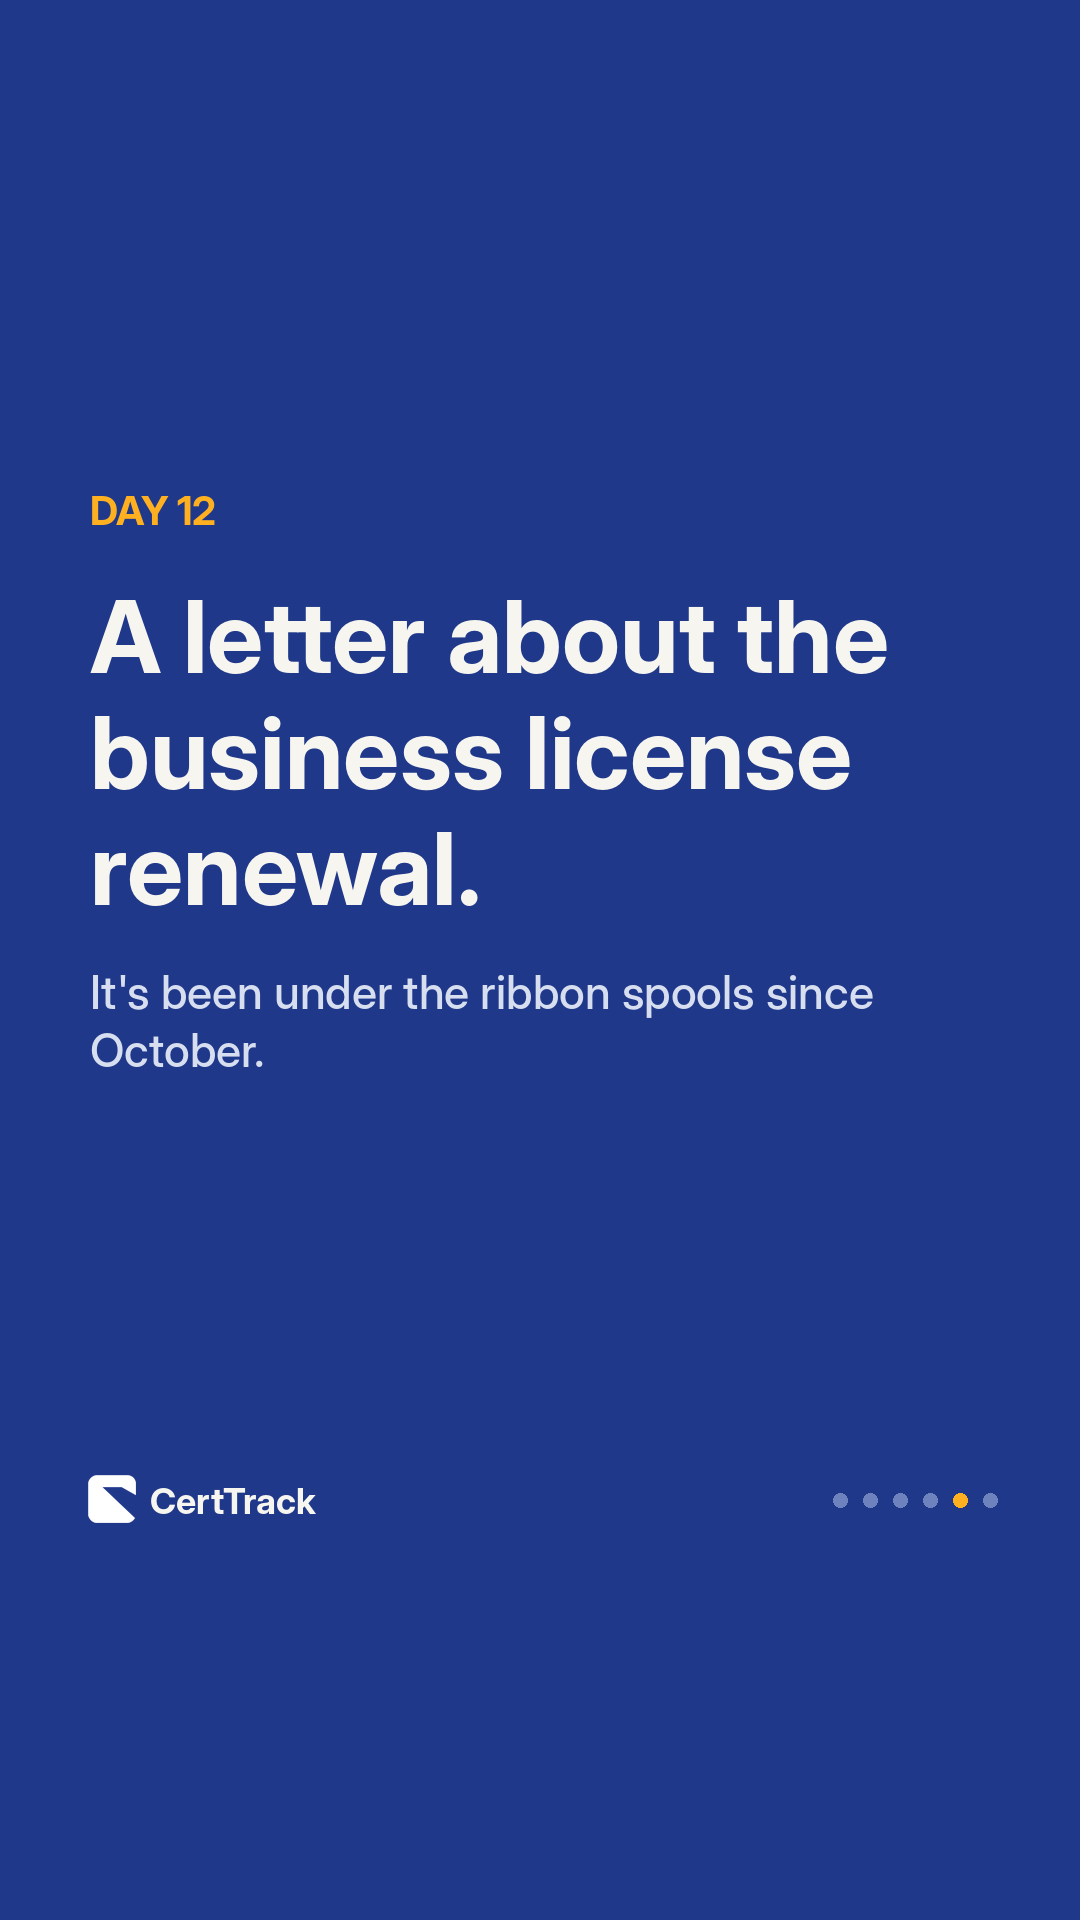 DAY 12
A letter about the
business license
renewal.
It's been under the ribbon spools since
October.
CertTrack